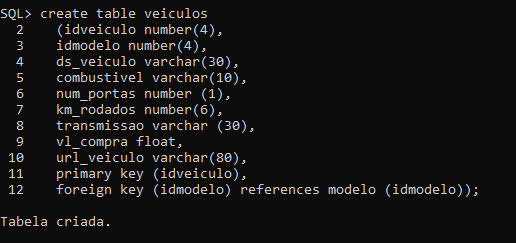 SQL> create table veiculos
2 (idveiculo number(4),
3 idmodelo number(4),
4 ds_veiculo varchar(30),
5 combustivel varchar(10),
6 num_portas number (1),
7 km_rodados number(6),
8 transmissao varchar (30),
9 vl_compra float,
10 url_veiculo varchar(80),
11 primary key (idveiculo),
12 foreign key (idmodelo) references modelo (idmodelo));
Tabela criada.